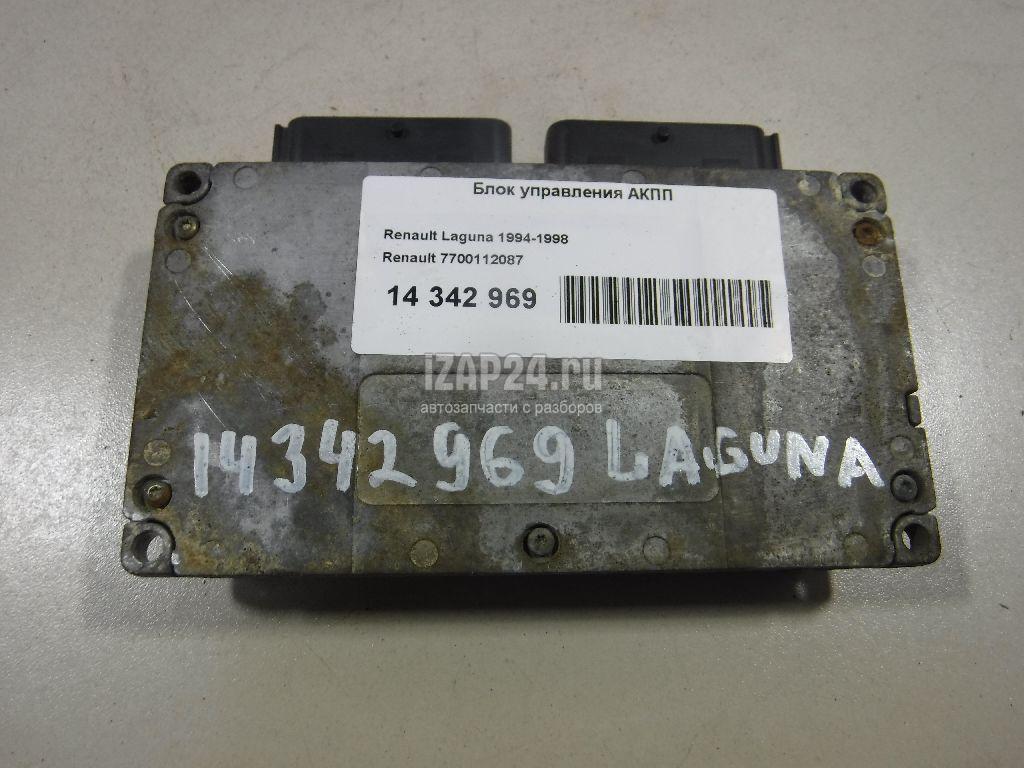 Блок управления АКПП
Renault Laguna 1994-1998
Renault 7700112087
14 342 969
iZAP24.ru
автозапчасти с разборов
14342969 LAGUNA